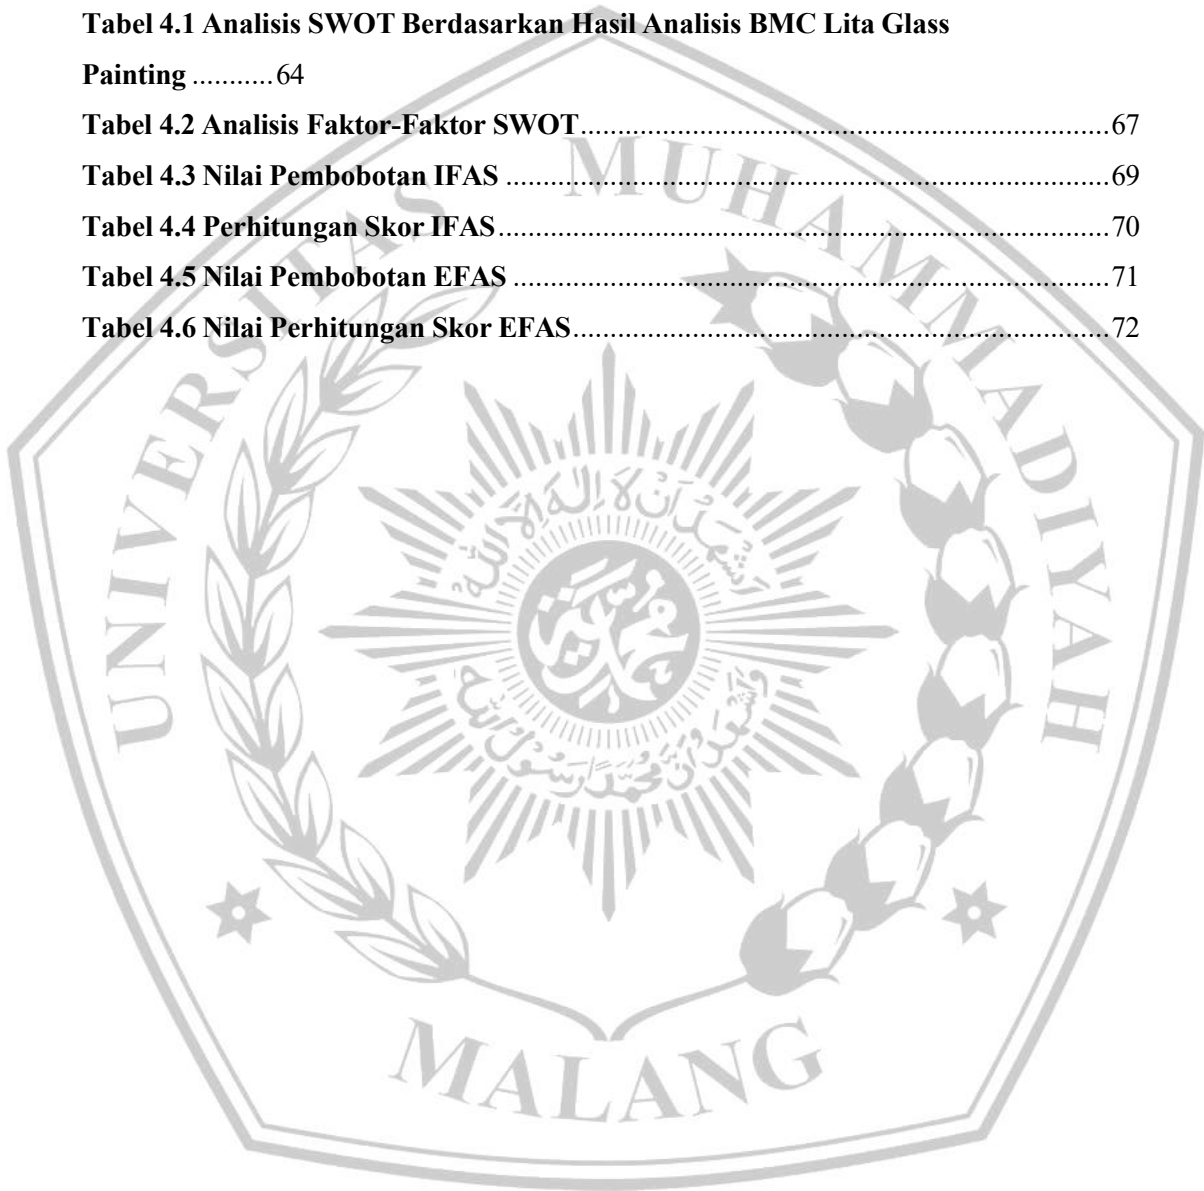 Tabel 4.1 Analisis SWOT Berdasarkan Hasil Analisis BMC Lita Glass
Painting ...........64
Tabel 4.2 Analisis Faktor-Faktor SWOT..........................................................................67
Tabel 4.3 Nilai Pembobotan IFAS ....................................................................................69
Tabel 4.4 Perhitungan Skor IFAS.....................................................................................70
Tabel 4.5 Nilai Pembobotan EFAS ...................................................................................71
Tabel 4.6 Nilai Perhitungan Skor EFAS...........................................................................72
UNIVERSITAS MUHAMMADIYAH
MALANG